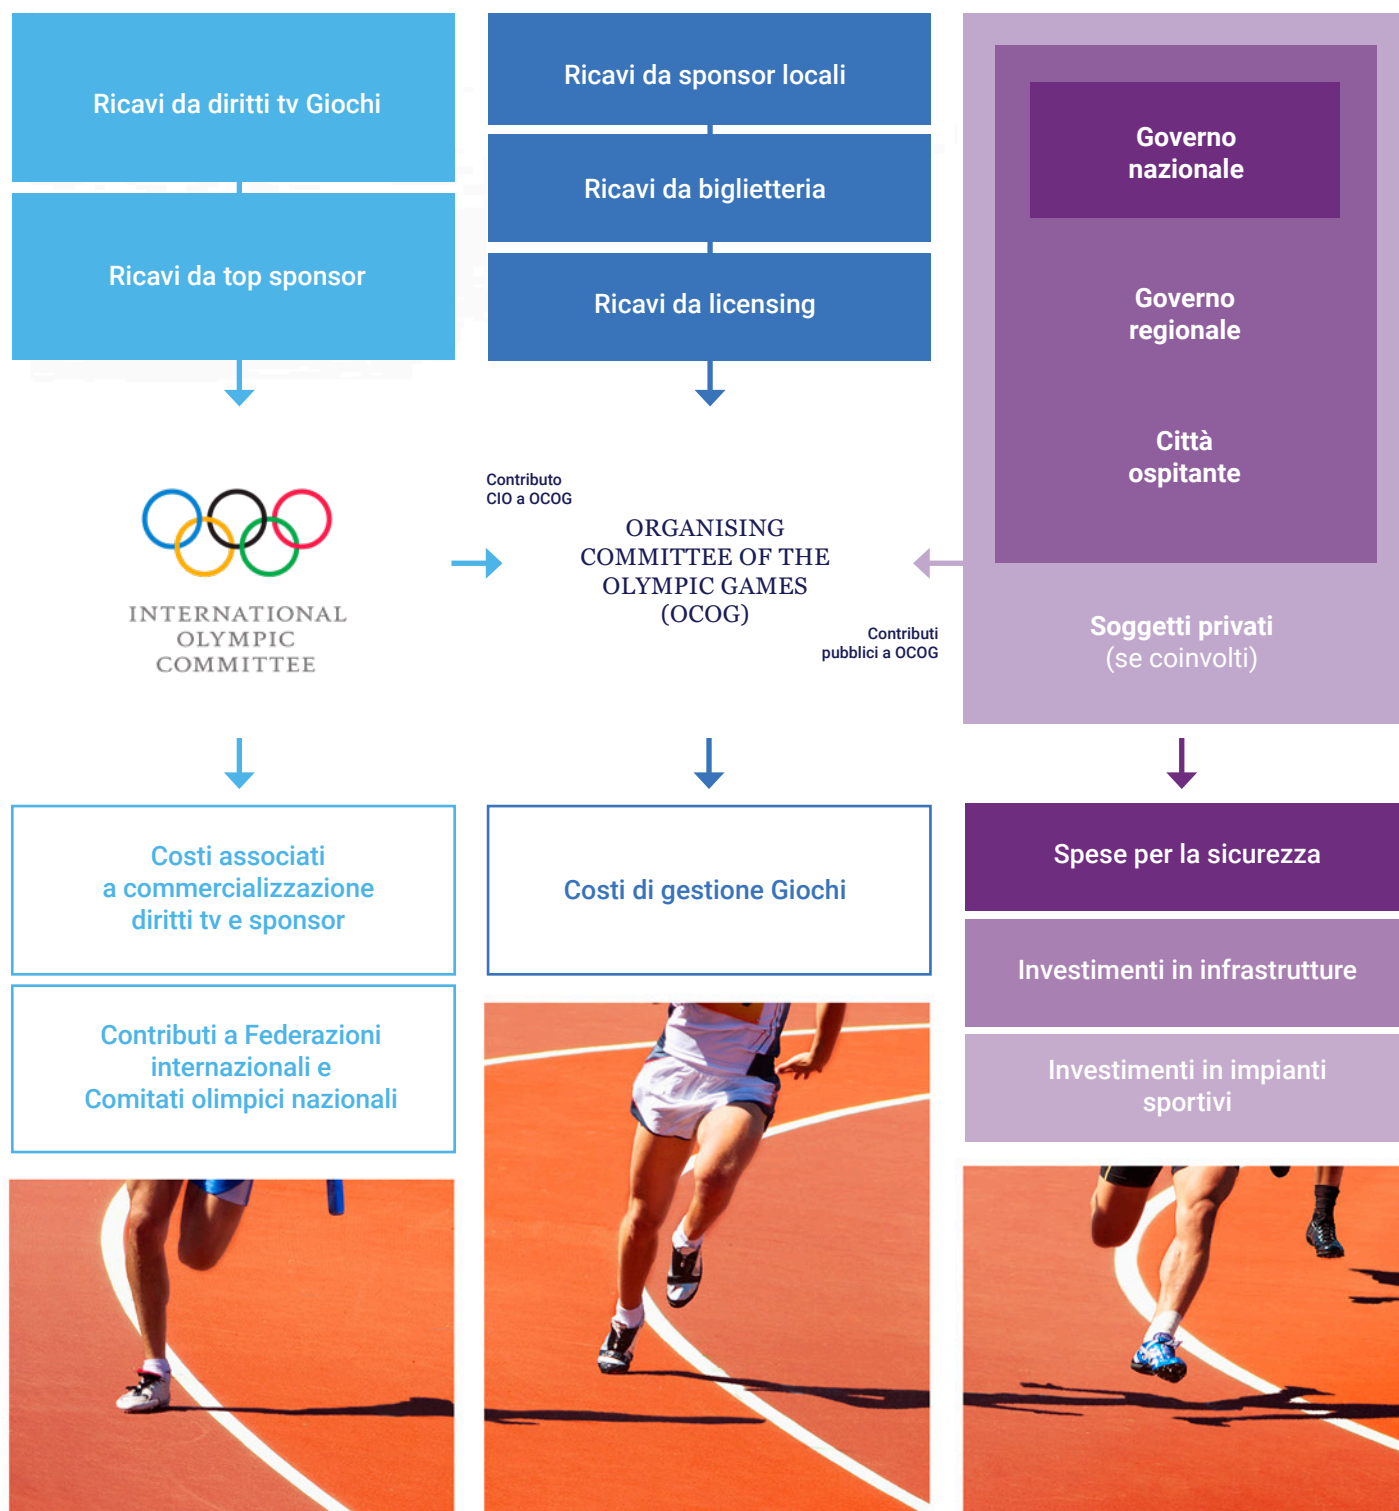 Ricavi da diritti tv Giochi
Ricavi da top sponsor
INTERNATIONAL
OLYMPIC
COMMITTEE
Costi associati
a commercializzazione
diritti tv e sponsor
Contributi a Federazioni
internazionali e
Comitati olimpici nazionali
Ricavi da sponsor locali
Ricavi da biglietteria
Ricavi da licensing
Contributo
CIO a OCOG
ORGANISING
COMMITTEE OF THE
OLYMPIC GAMES
(OCOG)
Contributi
pubblici a OCOG
Costi di gestione Giochi
Governo
nazionale
Governo
regionale
Città
ospitante
Soggetti privati
(se coinvolti)
Spese per la sicurezza
Investimenti in infrastrutture
Investimenti in impianti
sportivi